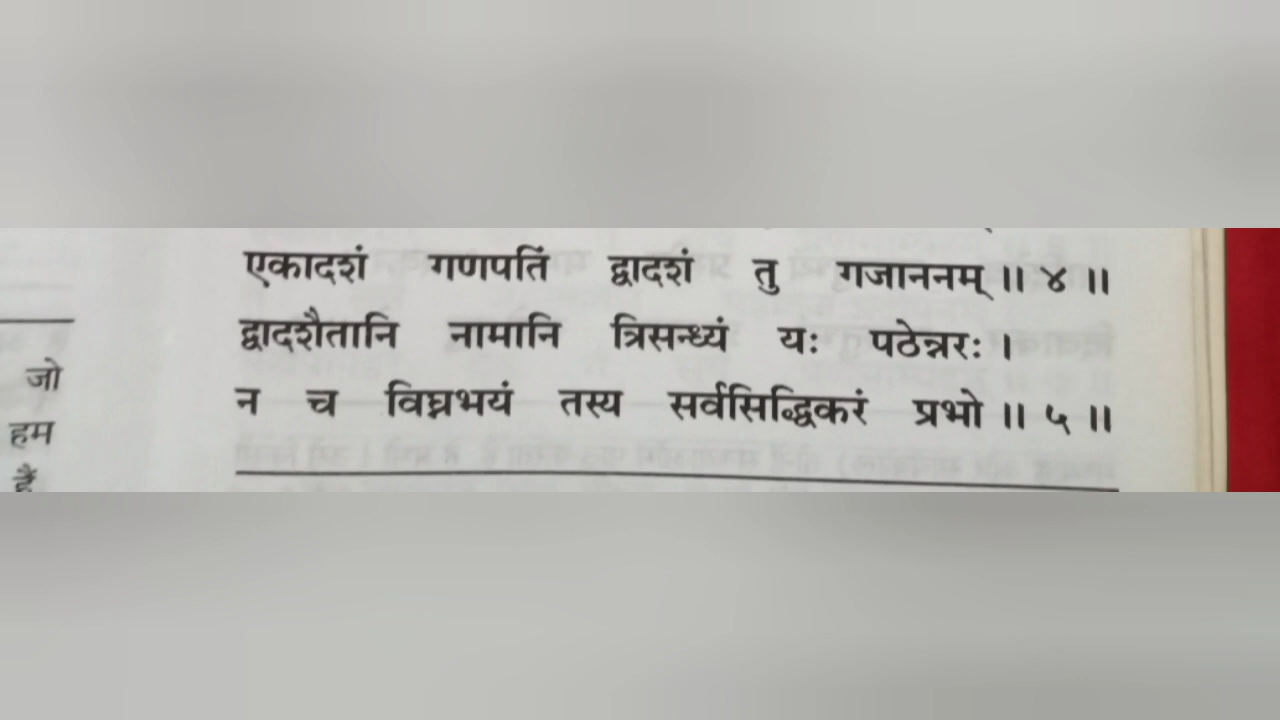 एकादशं गणपतिं द्वादशं तु गजाननम् ॥ ४ ॥
द्वादशैतानि नामानि त्रिसन्ध्यं यः पठेन्नरः ।
न च विघ्नभयं तस्य सर्वसिद्धिकरं प्रभो ॥ ५ ॥
जो
हम
हैं